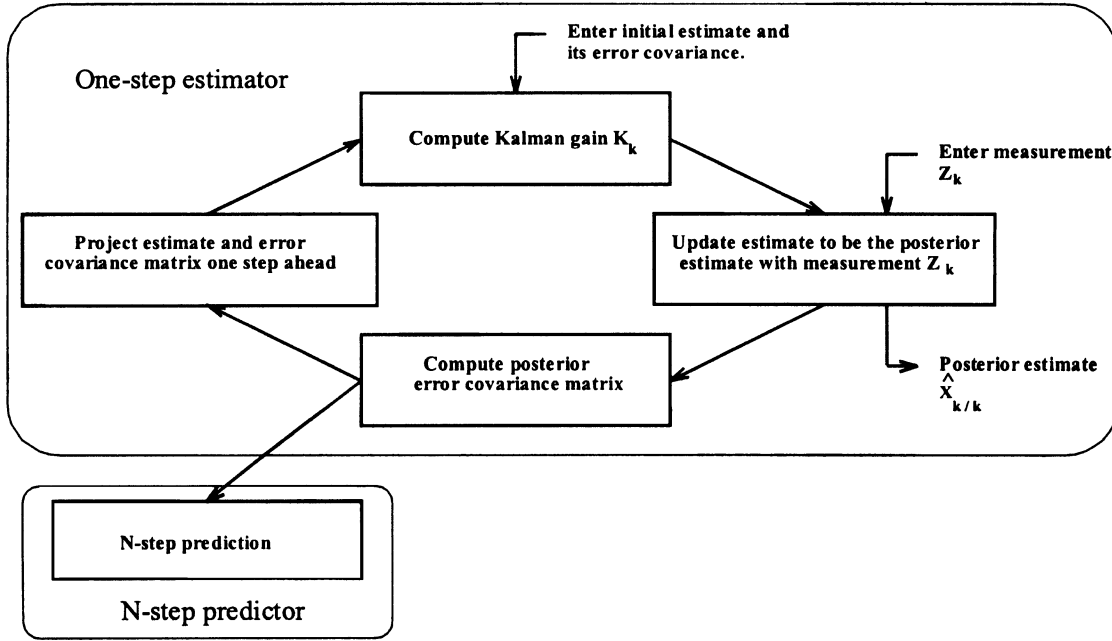 Enter initial estimate and
its error covariance.
One-step estimator
Compute Kalman gain K_k
Enter measurement
Z_k
Project estimate and error
covariance matrix one step ahead
Update estimate to be the posterior
estimate with measurement Z_k
Compute posterior
error covariance matrix
Posterior estimate
X̂_{k/k}
N-step prediction
N-step predictor